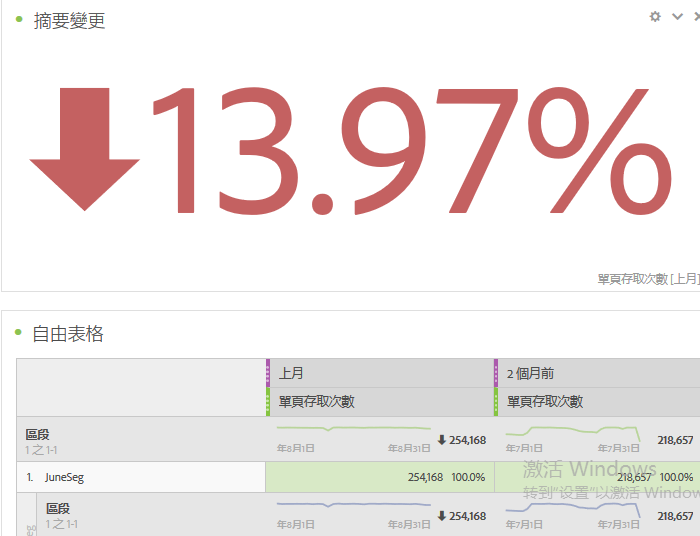 摘要變更
13.97%
單頁存取次數 [上月]
自由表格
上月
2 個月前
單頁存取次數
單頁存取次數
區段
1 之 1-1
年8月1日
年8月31日
254,168
年7月1日
年7月31日
218,657
激活 Windows
1. JuneSeg
254,168 100.0%
218,657 100.0%
转到"设置"以激活 Window
區段
1 之 1-1
年8月1日
年8月31日
254,168
年7月1日
年7月31日
218,657